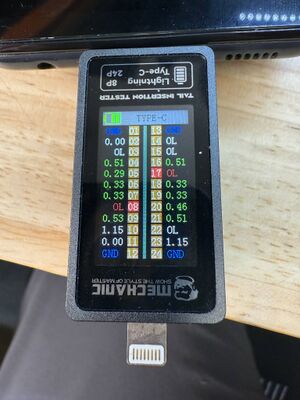 8P Lightning
24P Type-C
TAIL INSERTION TESTER
TYPE-C
GND 01 13 GND
0.00 02 14 OL
OL 03 15 OL
0.51 04 16 0.51
0.29 05 17 OL
0.33 06 18 0.33
0.33 07 19 0.33
OL 08 20 0.46
0.53 09 21 0.51
1.15 10 22 OL
0.00 11 23 1.15
GND 12 24 GND
MECHANIC
SHOW THE STYLE OF MASTER